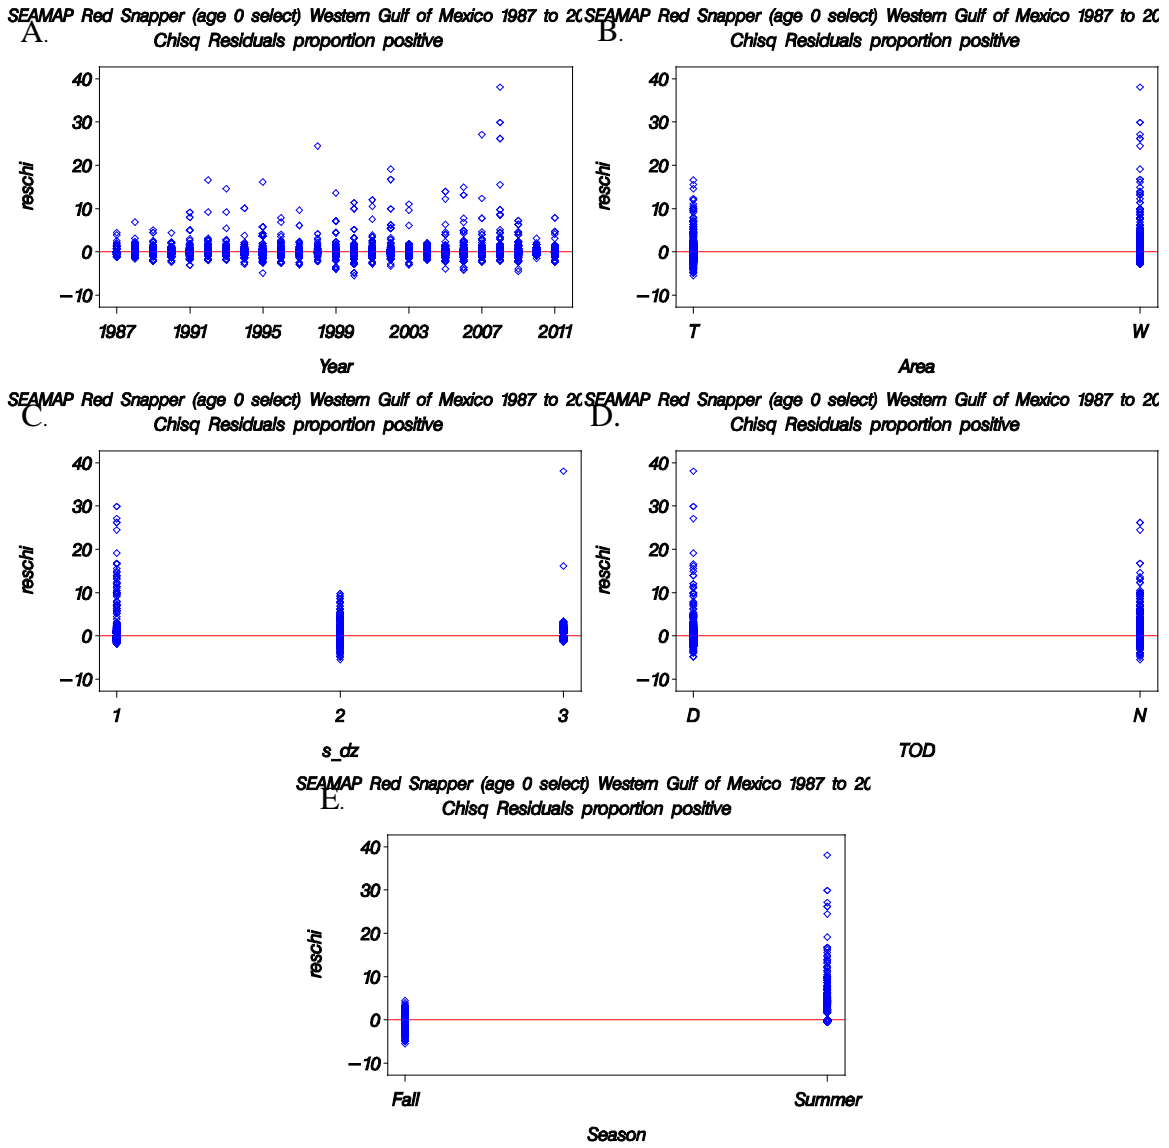 SEAMAP Red Snapper (age 0 select) Western Gulf of Mexico 1987 to 20
A.
Chisq Residuals proportion positive
40
30
20
10
0
−10
reschi
1987 1991 1995 1999 2003 2007 2011
Year
SEAMAP Red Snapper (age 0 select) Western Gulf of Mexico 1987 to 20
B.
Chisq Residuals proportion positive
40
30
20
10
0
−10
reschi
T W
Area
SEAMAP Red Snapper (age 0 select) Western Gulf of Mexico 1987 to 20
C.
Chisq Residuals proportion positive
40
30
20
10
0
−10
reschi
1 2 3
s_dz
SEAMAP Red Snapper (age 0 select) Western Gulf of Mexico 1987 to 20
D.
Chisq Residuals proportion positive
40
30
20
10
0
−10
reschi
D N
TOD
SEAMAP Red Snapper (age 0 select) Western Gulf of Mexico 1987 to 20
E.
Chisq Residuals proportion positive
40
30
20
10
0
−10
reschi
Fall Summer
Season